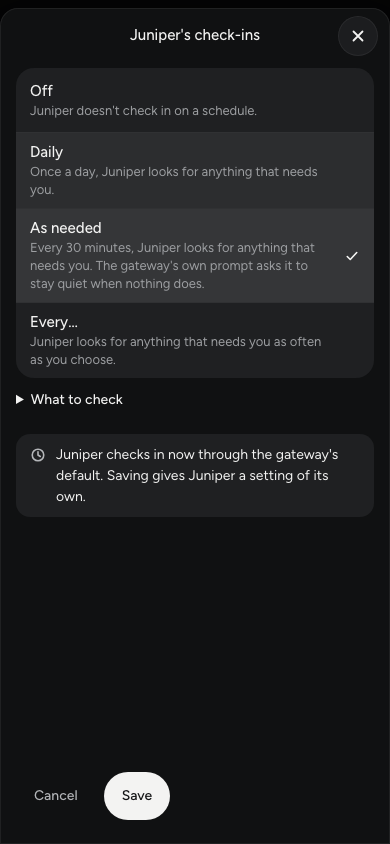 Juniper's check-ins
Off
Juniper doesn't check in on a schedule.
Daily
Once a day, Juniper looks for anything that needs
you.
As needed
Every 30 minutes, Juniper looks for anything that
needs you. The gateway's own prompt asks it to
stay quiet when nothing does.
Every...
Juniper looks for anything that needs you as often
as you choose.
What to check
Juniper checks in now through the gateway's
default. Saving gives Juniper a setting of its
own.
Cancel
Save